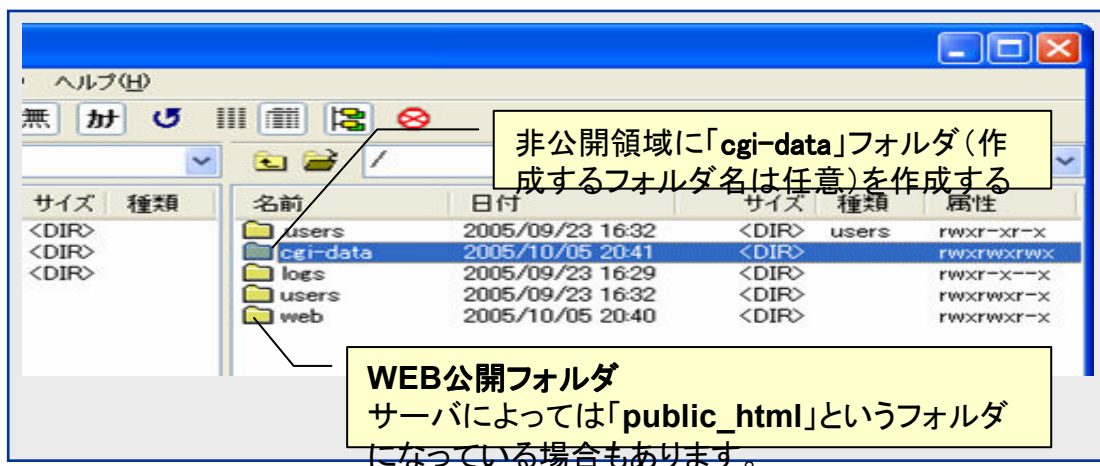 ヘルプ(H)
無 カナ
/
サイズ 種類
<DIR>
<DIR>
<DIR>
非公開領域に「cgi-data」フォルダ(作
成するフォルダ名は任意)を作成する
名前 日付 サイズ 種類 属性
users 2005/09/23 16:32 <DIR> users rwxr-xr-x
cgi-data 2005/10/05 20:41 <DIR> rwxrwxrwx
logs 2005/09/23 16:29 <DIR> rwxr-x--x
users 2005/09/23 16:32 <DIR> rwxrwxr-x
web 2005/10/05 20:40 <DIR> rwxrwxr-x
WEB公開フォルダ
サーバによっては「public_html」というフォルダ
になっている場合もあります。